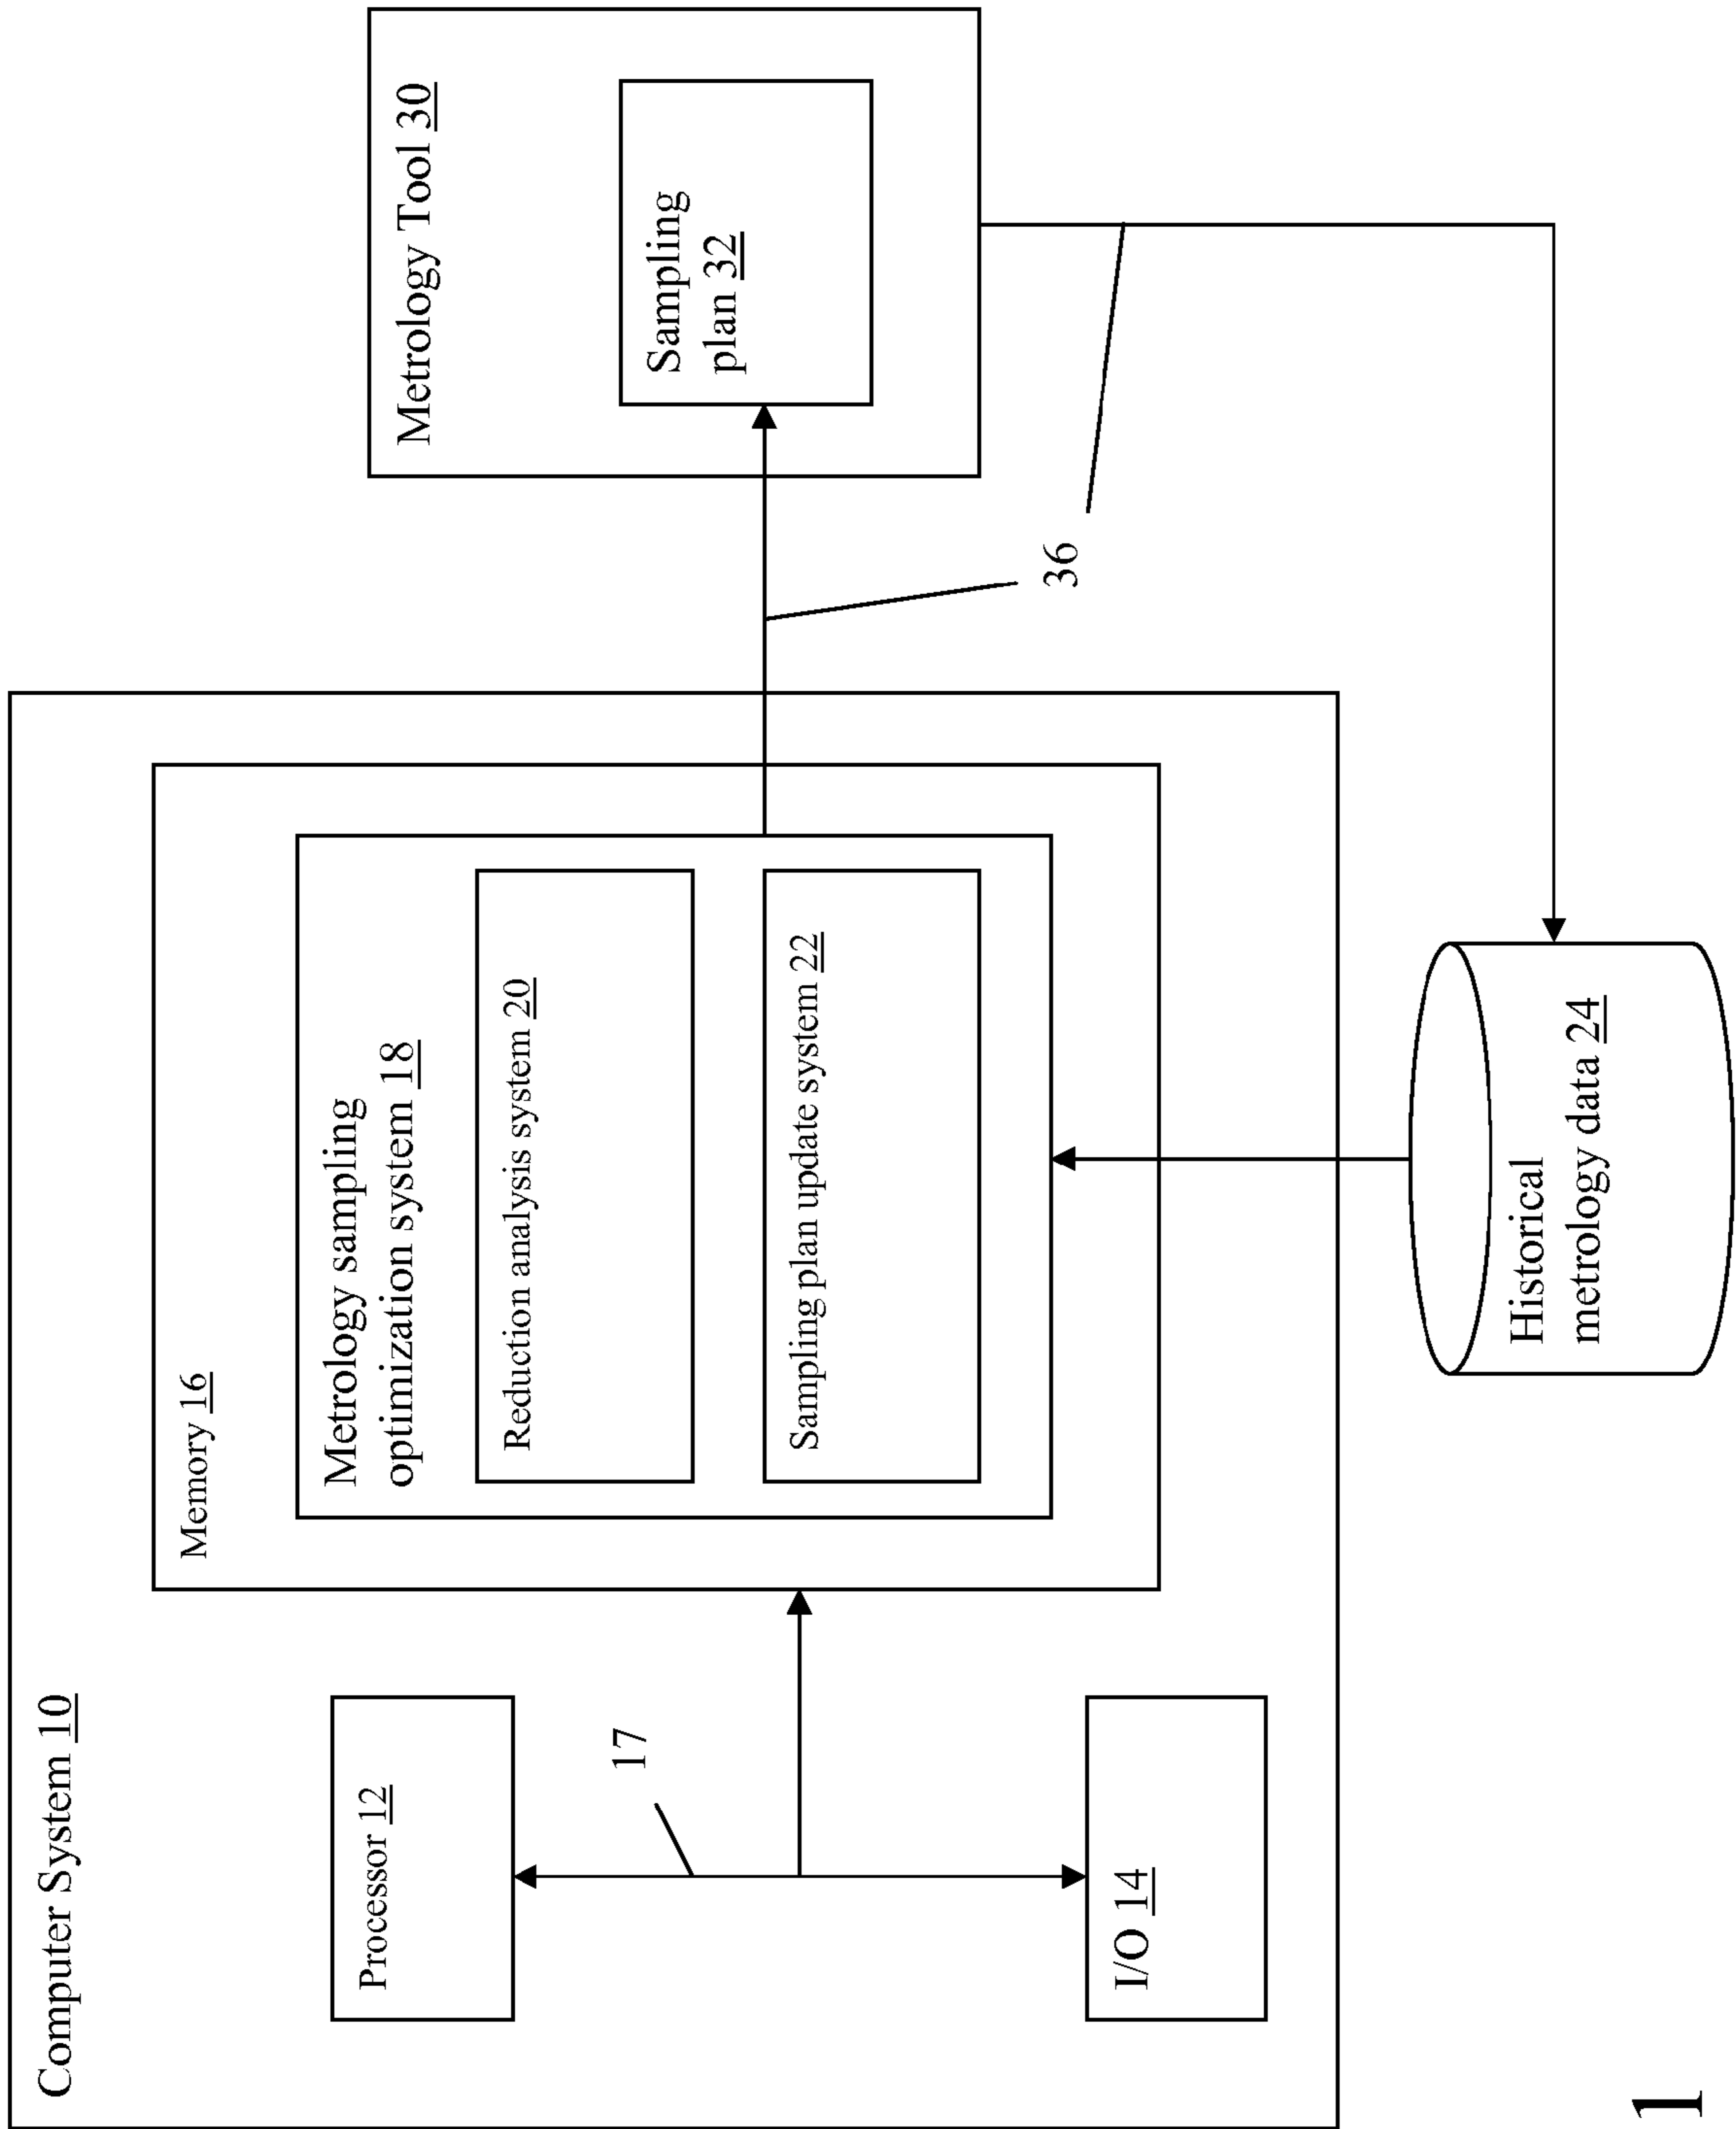 Computer System 10
Processor 12
17
I/O 14
Memory 16
Metrology sampling
optimization system 18
Reduction analysis system 20
Sampling plan update system 22
Historical
metrology data 24
36
Metrology Tool 30
Sampling
plan 32
1